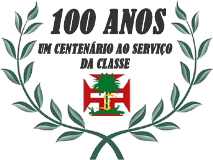 100 ANOS
UM CENTENÁRIO AO SERVIÇO
DA CLASSE